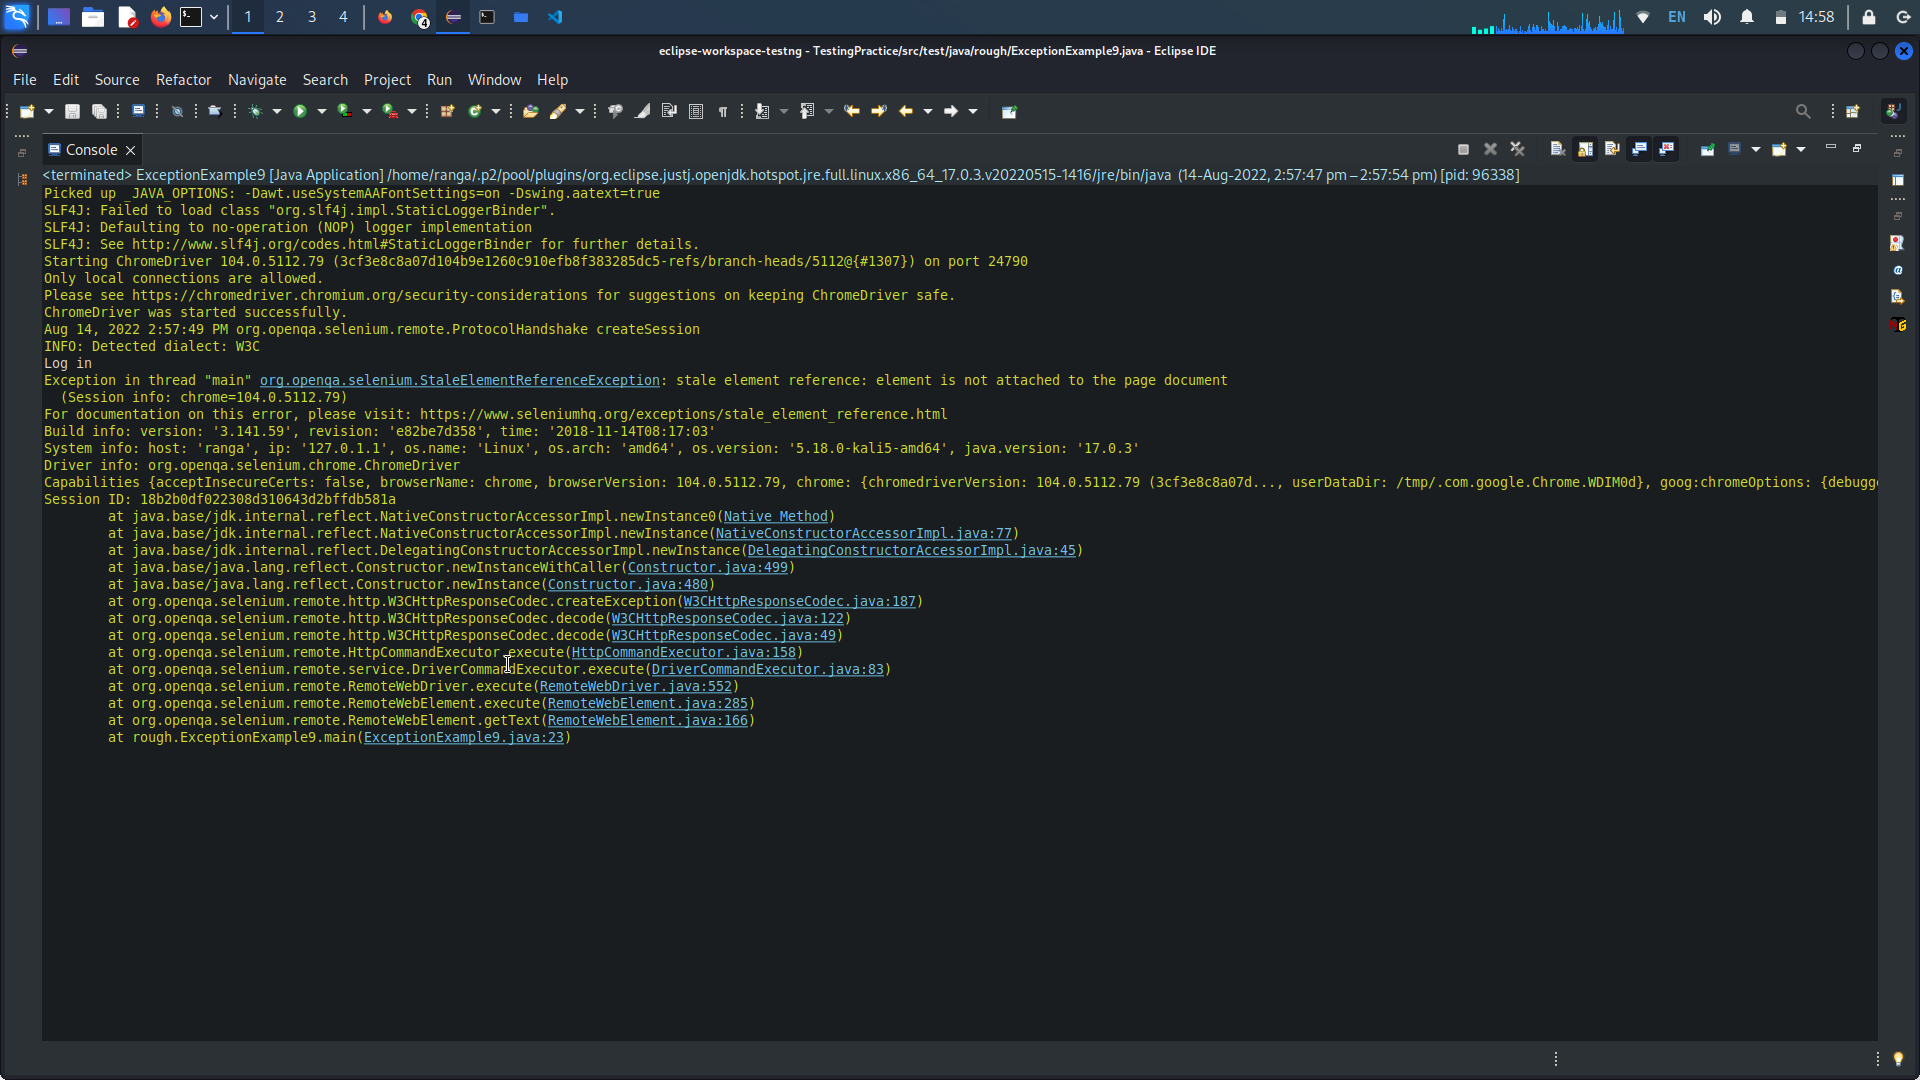 1 2 3 4
4
EN
14:58
eclipse-workspace-testng - TestingPractice/src/test/java/rough/ExceptionExample9.java - Eclipse IDE
File Edit Source Refactor Navigate Search Project Run Window Help
Console
<terminated> ExceptionExample9 [Java Application] /home/ranga/.p2/pool/plugins/org.eclipse.justj.openjdk.hotspot.jre.full.linux.x86_64_17.0.3.v20220515-1416/jre/bin/java (14-Aug-2022, 2:57:47 pm – 2:57:54 pm) [pid: 96338]
Picked up _JAVA_OPTIONS: -Dawt.useSystemAAFontSettings=on -Dswing.aatext=true
SLF4J: Failed to load class "org.slf4j.impl.StaticLoggerBinder".
SLF4J: Defaulting to no-operation (NOP) logger implementation
SLF4J: See http://www.slf4j.org/codes.html#StaticLoggerBinder for further details.
Starting ChromeDriver 104.0.5112.79 (3cf3e8c8a07d104b9e1260c910efb8f383285dc5-refs/branch-heads/5112@{#1307}) on port 24790
Only local connections are allowed.
Please see https://chromedriver.chromium.org/security-considerations for suggestions on keeping ChromeDriver safe.
ChromeDriver was started successfully.
Aug 14, 2022 2:57:49 PM org.openqa.selenium.remote.ProtocolHandshake createSession
INFO: Detected dialect: W3C
Log in
Exception in thread "main" org.openqa.selenium.StaleElementReferenceException: stale element reference: element is not attached to the page document
(Session info: chrome=104.0.5112.79)
For documentation on this error, please visit: https://www.seleniumhq.org/exceptions/stale_element_reference.html
Build info: version: '3.141.59', revision: 'e82be7d358', time: '2018-11-14T08:17:03'
System info: host: 'ranga', ip: '127.0.1.1', os.name: 'Linux', os.arch: 'amd64', os.version: '5.18.0-kali5-amd64', java.version: '17.0.3'
Driver info: org.openqa.selenium.chrome.ChromeDriver
Capabilities {acceptInsecureCerts: false, browserName: chrome, browserVersion: 104.0.5112.79, chrome: {chromedriverVersion: 104.0.5112.79 (3cf3e8c8a07d..., userDataDir: /tmp/.com.google.Chrome.WDIM0d}, goog:chromeOptions: {debugg
Session ID: 18b2b0df022308d310643d2bffdb581a
at java.base/jdk.internal.reflect.NativeConstructorAccessorImpl.newInstance0(Native Method)
at java.base/jdk.internal.reflect.NativeConstructorAccessorImpl.newInstance(NativeConstructorAccessorImpl.java:77)
at java.base/jdk.internal.reflect.DelegatingConstructorAccessorImpl.newInstance(DelegatingConstructorAccessorImpl.java:45)
at java.base/java.lang.reflect.Constructor.newInstanceWithCaller(Constructor.java:499)
at java.base/java.lang.reflect.Constructor.newInstance(Constructor.java:480)
at org.openqa.selenium.remote.http.W3CHttpResponseCodec.createException(W3CHttpResponseCodec.java:187)
at org.openqa.selenium.remote.http.W3CHttpResponseCodec.decode(W3CHttpResponseCodec.java:122)
at org.openqa.selenium.remote.http.W3CHttpResponseCodec.decode(W3CHttpResponseCodec.java:49)
at org.openqa.selenium.remote.HttpCommandExecutor.execute(HttpCommandExecutor.java:158)
at org.openqa.selenium.remote.service.DriverCommandExecutor.execute(DriverCommandExecutor.java:83)
at org.openqa.selenium.remote.RemoteWebDriver.execute(RemoteWebDriver.java:552)
at org.openqa.selenium.remote.RemoteWebElement.execute(RemoteWebElement.java:285)
at org.openqa.selenium.remote.RemoteWebElement.getText(RemoteWebElement.java:166)
at rough.ExceptionExample9.main(ExceptionExample9.java:23)